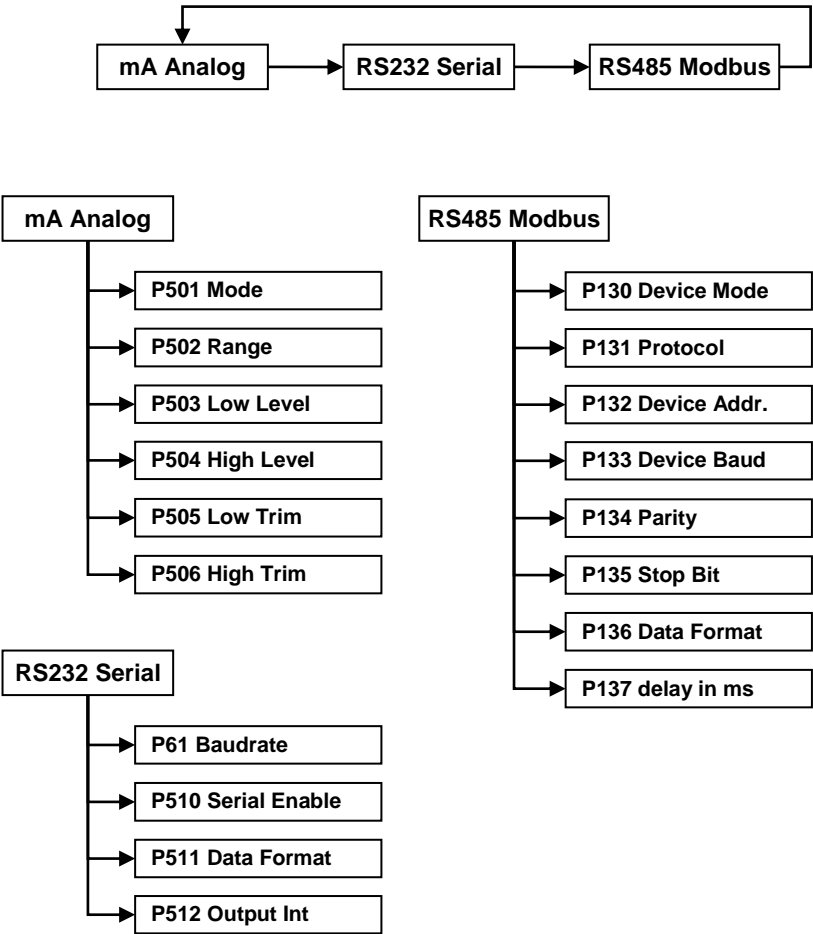 mA Analog
RS232 Serial
RS485 Modbus
mA Analog
P501 Mode
P502 Range
P503 Low Level
P504 High Level
P505 Low Trim
P506 High Trim
RS232 Serial
P61 Baudrate
P510 Serial Enable
P511 Data Format
P512 Output Int
RS485 Modbus
P130 Device Mode
P131 Protocol
P132 Device Addr.
P133 Device Baud
P134 Parity
P135 Stop Bit
P136 Data Format
P137 delay in ms